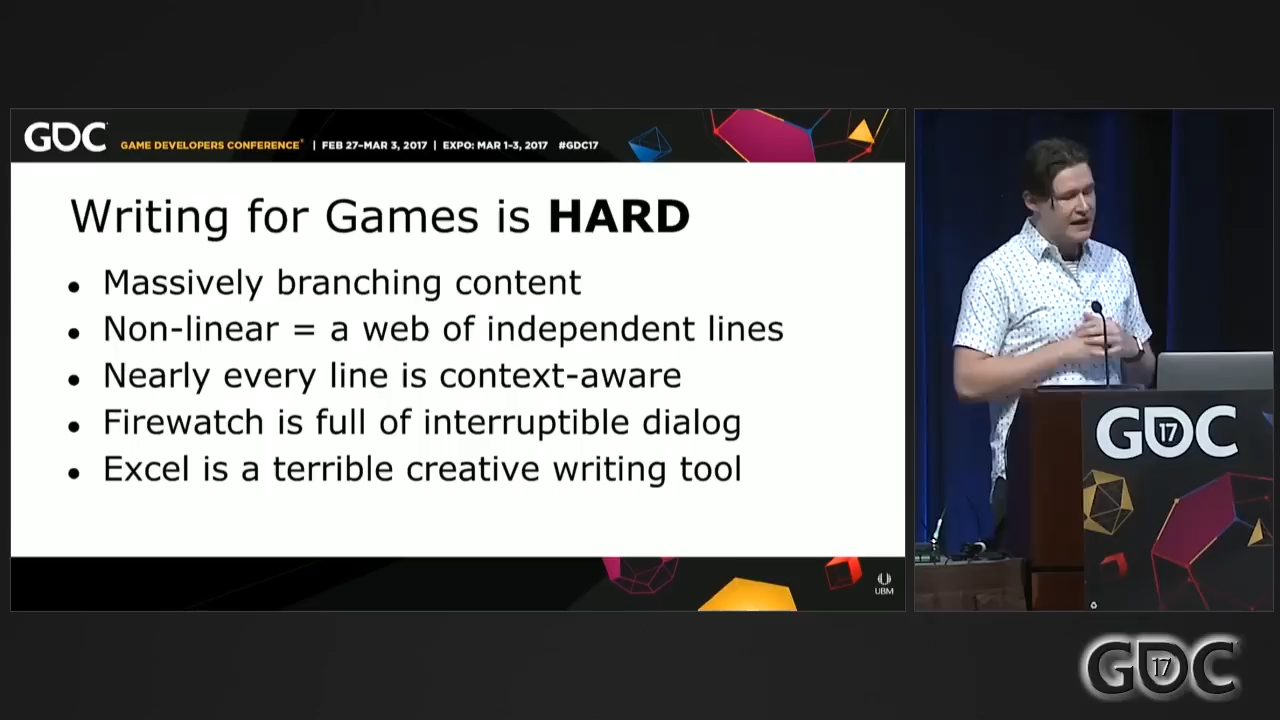 GDC
GAME DEVELOPERS CONFERENCE® | FEB 27–MAR 3, 2017 | EXPO: MAR 1–3, 2017 #GDC17
Writing for Games is HARD
• Massively branching content
• Non-linear = a web of independent lines
• Nearly every line is context-aware
• Firewatch is full of interruptible dialog
• Excel is a terrible creative writing tool
UBM
GDC 17
GDC 17